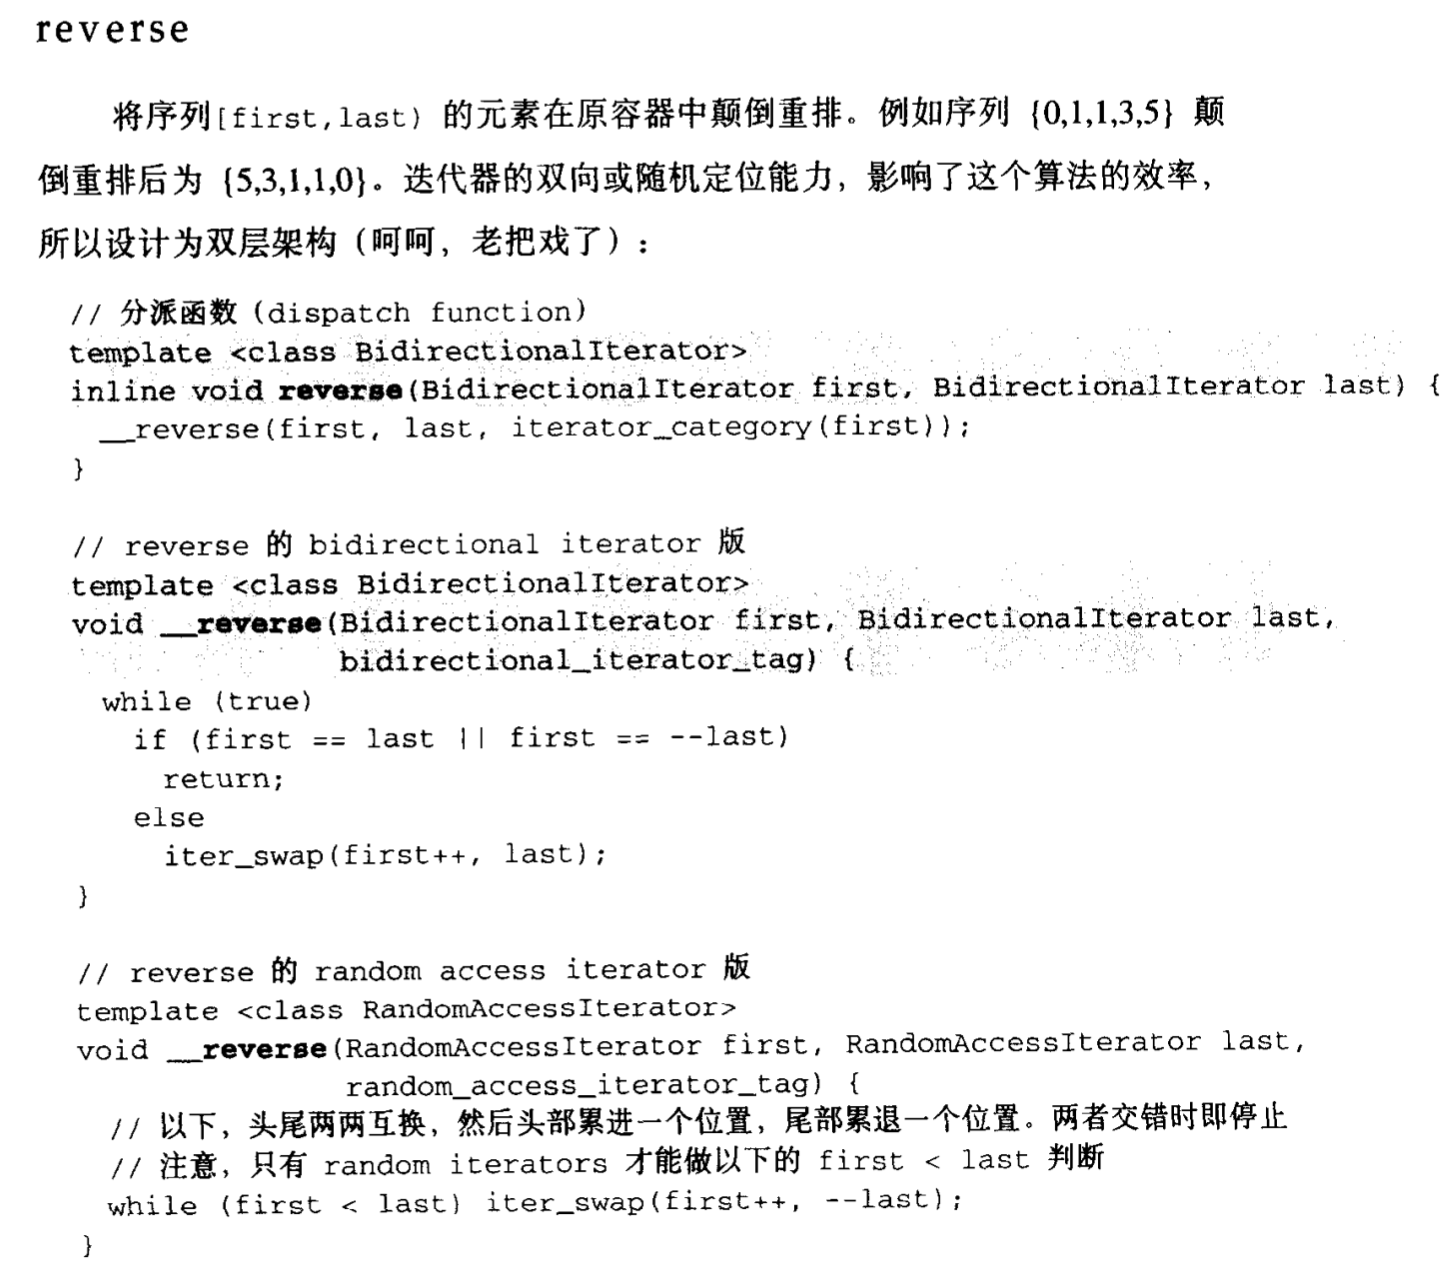 reverse
将序列[first,last) 的元素在原容器中颠倒重排。例如序列 {0,1,1,3,5} 颠
倒重排后为 {5,3,1,1,0}。迭代器的双向或随机定位能力，影响了这个算法的效率，
所以设计为双层架构（呵呵，老把戏了）：
// 分派函数 (dispatch function)
template <class BidirectionalIterator>
inline void reverse(BidirectionalIterator first, BidirectionalIterator last) {
  __reverse(first, last, iterator_category(first));
}
// reverse 的 bidirectional iterator 版
template <class BidirectionalIterator>
void __reverse(BidirectionalIterator first, BidirectionalIterator last,
               bidirectional_iterator_tag) {
  while (true)
    if (first == last || first == --last)
      return;
    else
      iter_swap(first++, last);
}
// reverse 的 random access iterator 版
template <class RandomAccessIterator>
void __reverse(RandomAccessIterator first, RandomAccessIterator last,
               random_access_iterator_tag) {
  // 以下，头尾两两互换，然后头部累进一个位置，尾部累退一个位置。两者交错时即停止
  // 注意，只有 random iterators 才能做以下的 first < last 判断
  while (first < last) iter_swap(first++, --last);
}